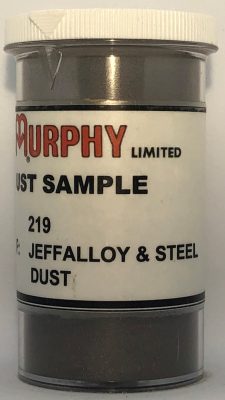 MURPHY LIMITED
UST SAMPLE
219
JEFFALLOY & STEEL
DUST